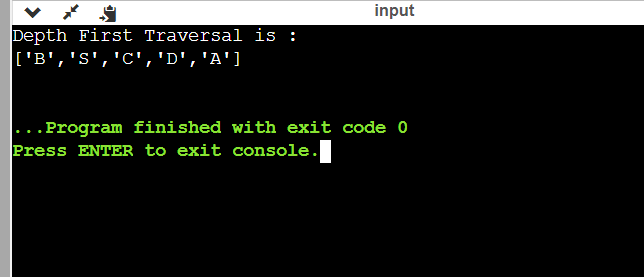 input
Depth First Traversal is :
['B','S','C','D','A']
...Program finished with exit code 0
Press ENTER to exit console.